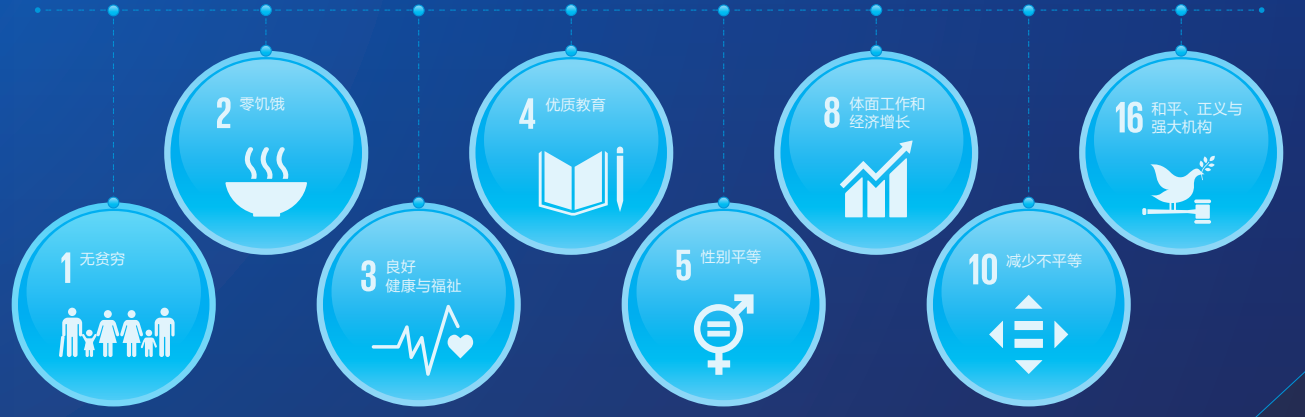 1 无贫穷
2 零饥饿
3 良好
健康与福祉
4 优质教育
5 性别平等
8 体面工作和
经济增长
10 减少不平等
16 和平、正义与
强大机构